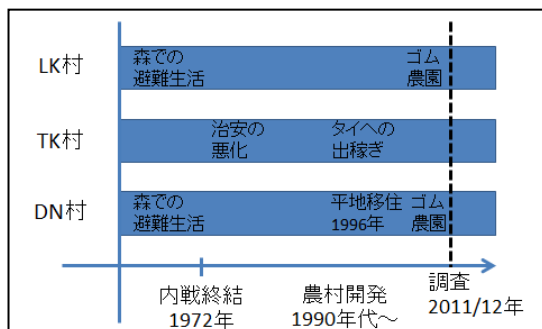 LK村
森での
避難生活
ゴム
農園
TK村
治安の
悪化
タイへの
出稼ぎ
DN村
森での
避難生活
平地移住
1996年
ゴム
農園
内戦終結
1972年
農村開発
1990年代～
調査
2011/12年